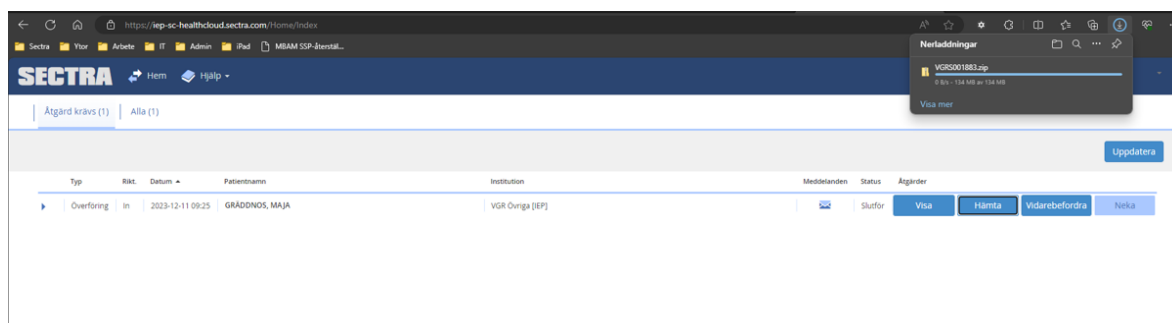 https://iep-sc-healthcloud.sectra.com/Home/Index
Sectra Ytor Arbete IT Admin iPad MBAM SSP-återstäl...
Nerladdningar
VGRS001883.zip
0 B/s - 134 MB av 134 MB
Visa mer
SECTRA Hem Hjälp
Åtgärd krävs (1) Alla (1)
Uppdatera
Typ Rikt. Datum Patientnamn Institution Meddelanden Status Åtgärder
Överföring In 2023-12-11 09:25 GRÄDDNOS, MAJA VGR Övriga [IEP] Slutför Visa Hämta Vidarebefordra Neka